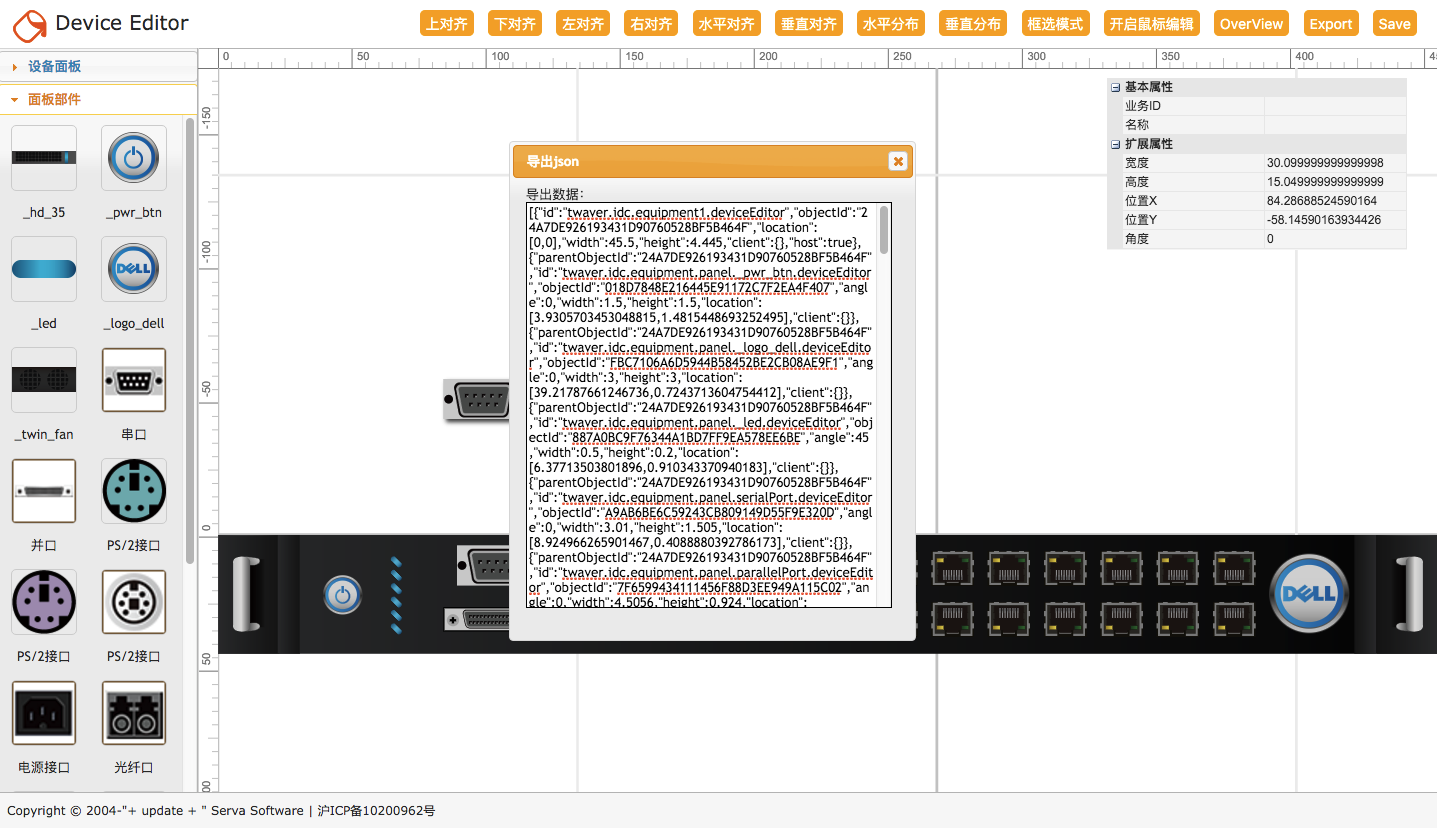 Device Editor
上对齐 下对齐 左对齐 右对齐 水平对齐 垂直对齐 水平分布 垂直分布 框选模式 开启鼠标编辑 OverView Export Save
设备面板
面板部件
_hd_35 _pwr_btn
_led _logo_dell
DELL
_twin_fan 串口
并口 PS/2接口
PS/2接口 PS/2接口
电源接口 光纤口
0 50 100 150 200 250 300 350 400
-150
-100
-50
0
50
基本属性
业务ID
名称
扩展属性
宽度 30.099999999999998
高度 15.049999999999999
位置X 84.28688524590164
位置Y -58.14590163934426
角度 0
导出json
导出数据：
[{"id":"twaver.idc.equipment1.deviceEditor","objectId":"2
4A7DE926193431D90760528BF5B464F","location":
[0,0],"width":45.5,"height":4.445,"client":{},"host":true},
{"parentObjectId":"24A7DE926193431D90760528BF5B464F"
,"id":"twaver.idc.equipment.panel._pwr_btn.deviceEditor
","objectId":"018D7848E216445E91172C7F2EA4F407","angl
e":0,"width":1.5,"height":1.5,"location":
[3.9305703453048815,1.4815448693252495],"client":{}},
{"parentObjectId":"24A7DE926193431D90760528BF5B464F"
,"id":"twaver.idc.equipment.panel._logo_dell.deviceEdito
r","objectId":"FBC7106A6D5944B58452BE2CB08AE9F1","ang
le":0,"width":3,"height":3,"location":
[39.21787661246736,0.7243713604754412],"client":{}},
{"parentObjectId":"24A7DE926193431D90760528BF5B464F"
,"id":"twaver.idc.equipment.panel._led.deviceEditor","obj
ectId":"887A0BC9F76344A1BD7FF9EA578EE6BE","angle":45
,"width":0.5,"height":0.2,"location":
[6.37713503801896,0.910343370940183],"client":{}},
{"parentObjectId":"24A7DE926193431D90760528BF5B464F"
,"id":"twaver.idc.equipment.panel.serialPort.deviceEditor
","objectId":"A9AB6BE6C59243CB809149D55F9E320D","angl
e":0,"width":3.01,"height":1.505,"location":
[8.924966265901467,0.4088880392786173],"client":{}},
{"parentObjectId":"24A7DE926193431D90760528BF5B464F"
,"id":"twaver.idc.equipment.panel.parallelPort.deviceEdit
or","objectId":"7F6599434111456F88D3EE949A115C02","an
gle":0,"width":4.5056,"height":0.924,"location":
DELL
Copyright © 2004-"+ update + " Serva Software | 沪ICP备10200962号